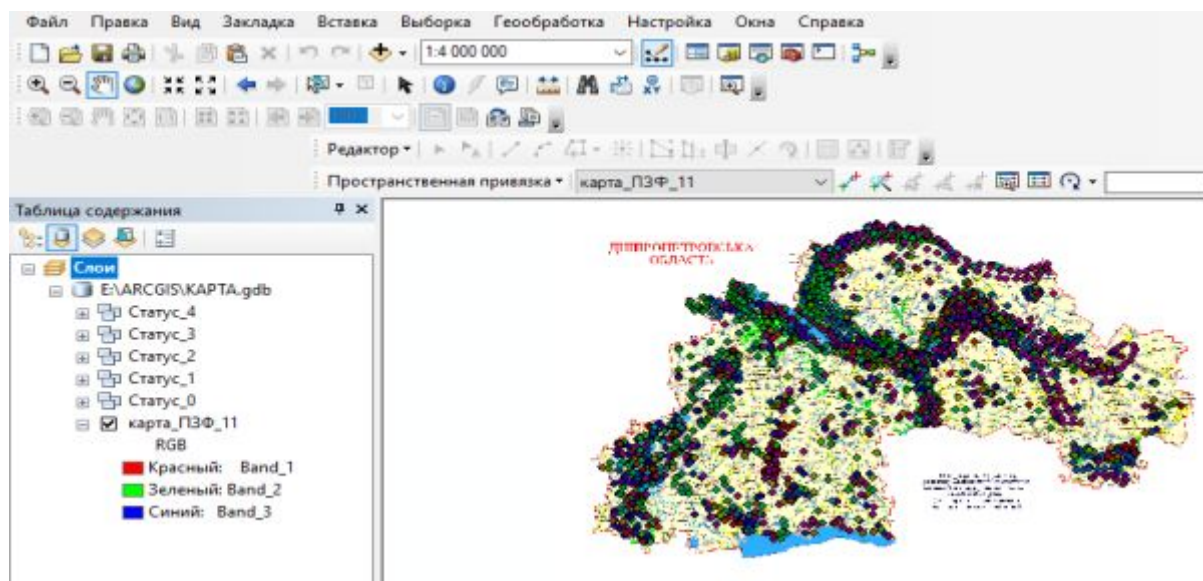 Файл Правка Вид Закладка Вставка Выборка Геообработка Настройка Окна Справка
1:4 000 000
Редактор
Пространственная привязка карта_ПЗФ_11
Таблица содержания
Слои
E:\ARCGIS\КАРТА.gdb
Статус_4
Статус_3
Статус_2
Статус_1
Статус_0
карта_ПЗФ_11
RGB
Красный: Band_1
Зеленый: Band_2
Синий: Band_3
ДНІПРОПЕТРОВСЬКА
ОБЛАСТЬ